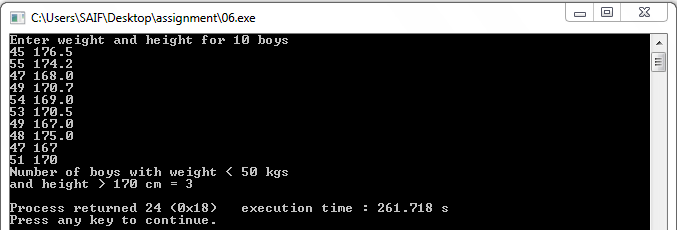 C:\Users\SAIF\Desktop\assignment\06.exe
Enter weight and height for 10 boys
45 176.5
55 174.2
47 168.0
49 170.7
54 169.0
53 170.5
49 167.0
48 175.0
47 167
51 170
Number of boys with weight < 50 kgs
and height > 170 cm = 3
Process returned 24 (0x18)   execution time : 261.718 s
Press any key to continue.